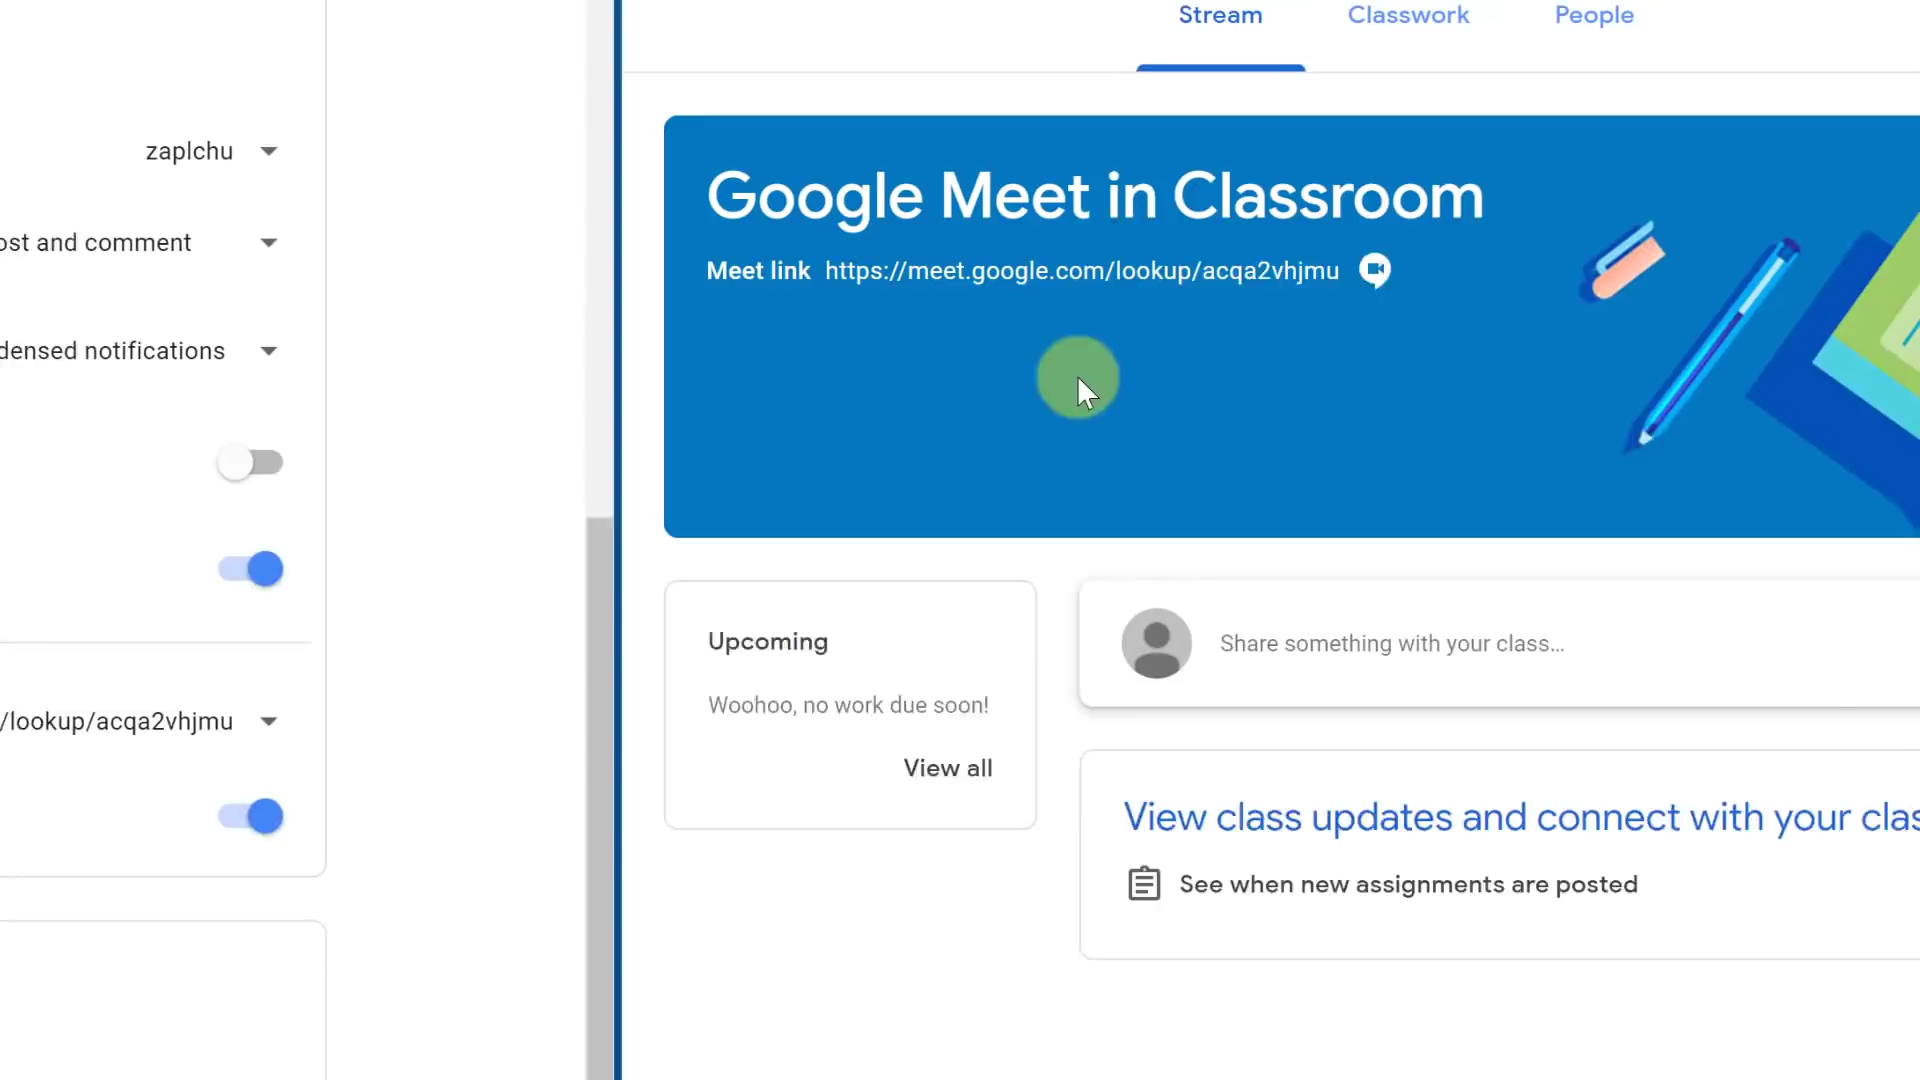 zaplchu
ost and comment
densed notifications
/lookup/acqa2vhjmu
Stream Classwork People
Google Meet in Classroom
Meet link https://meet.google.com/lookup/acqa2vhjmu
Upcoming
Woohoo, no work due soon!
View all
Share something with your class...
View class updates and connect with your clas
See when new assignments are posted